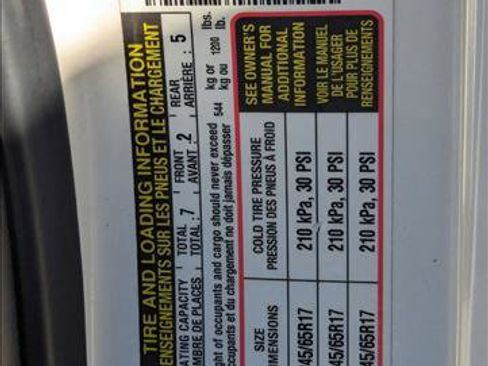 TIRE AND LOADING INFORMATION
RENSEIGNEMENTS SUR LES PNEUS ET LE CHARGEMENT
ATING CAPACITY TOTAL : 7 FRONT : 2 REAR : 5
MBRE DE PLACES TOTAL : 7 AVANT : 2 ARRIÈRE : 5
ght of occupants and cargo should never exceed 544 kg or 1200 lbs.
ccupants et du chargement ne doit jamais dépasser 544 kg ou 1200 lb.
SIZE
IMENSIONS
COLD TIRE PRESSURE
PRESSION DES PNEUS À FROID
SEE OWNER'S
MANUAL FOR
ADDITIONAL
INFORMATION
VOIR LE MANUEL
DE L'USAGER
POUR PLUS DE
RENSEIGNEMENTS
45/65R17 210 kPa, 30 PSI
45/65R17 210 kPa, 30 PSI
45/65R17 210 kPa, 30 PSI